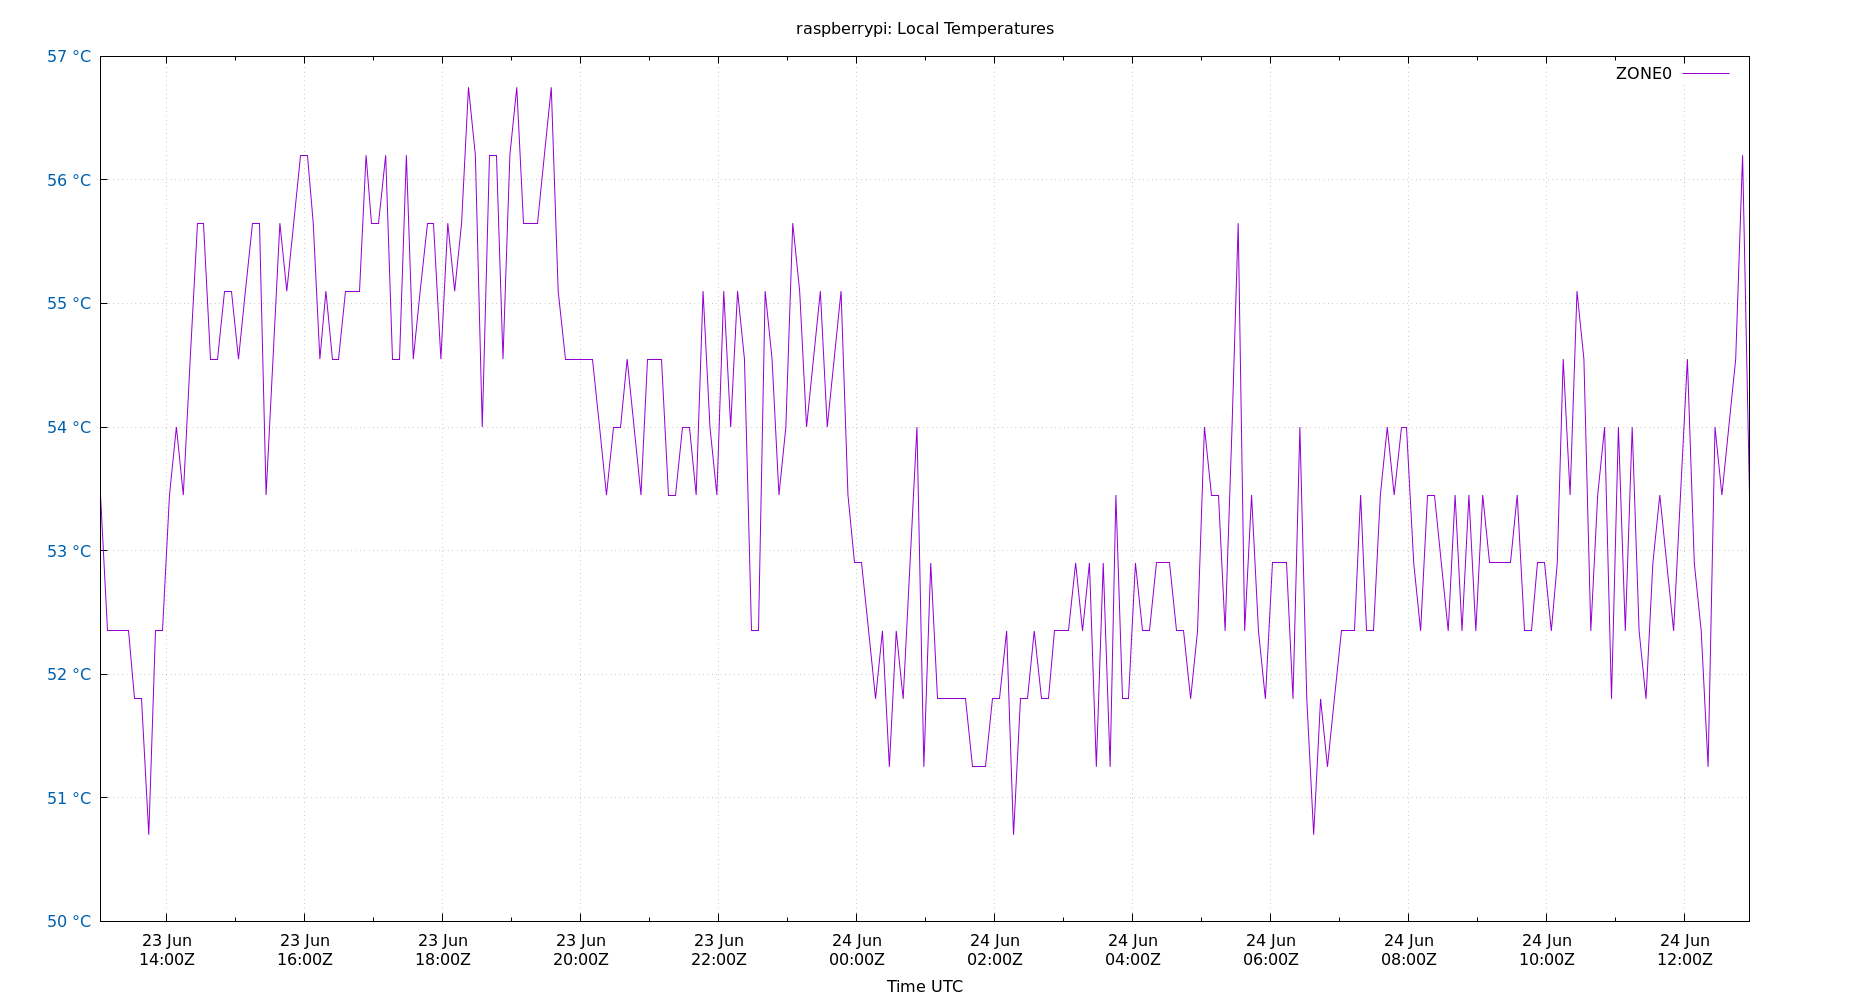 raspberrypi: Local Temperatures
57 °C
ZONE0
56 °C
55 °C
54 °C
53 °C
52 °C
51 °C
50 °C
23 Jun 23 Jun 23 Jun 23 Jun 23 Jun 24 Jun 24 Jun 24 Jun 24 Jun 24 Jun 24 Jun 24 Jun
14:00Z 16:00Z 18:00Z 20:00Z 22:00Z 00:00Z 02:00Z 04:00Z 06:00Z 08:00Z 10:00Z 12:00Z
Time UTC